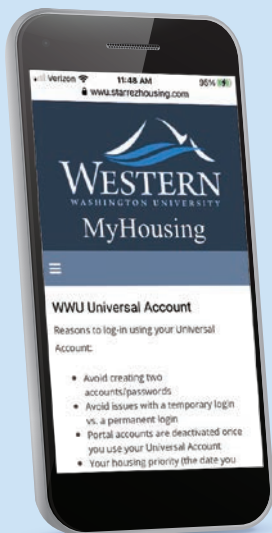 Verizon 11:48 AM 95%
wwu.starrezhousing.com
WESTERN
WASHINGTON UNIVERSITY
MyHousing
WWU Universal Account
Reasons to log-in using your Universal
Account:
• Avoid creating two
accounts/passwords
• Avoid issues with a temporary login
vs. a permanent login
• Portal accounts are deactivated once
you use your Universal Account
• Your housing priority (the date you